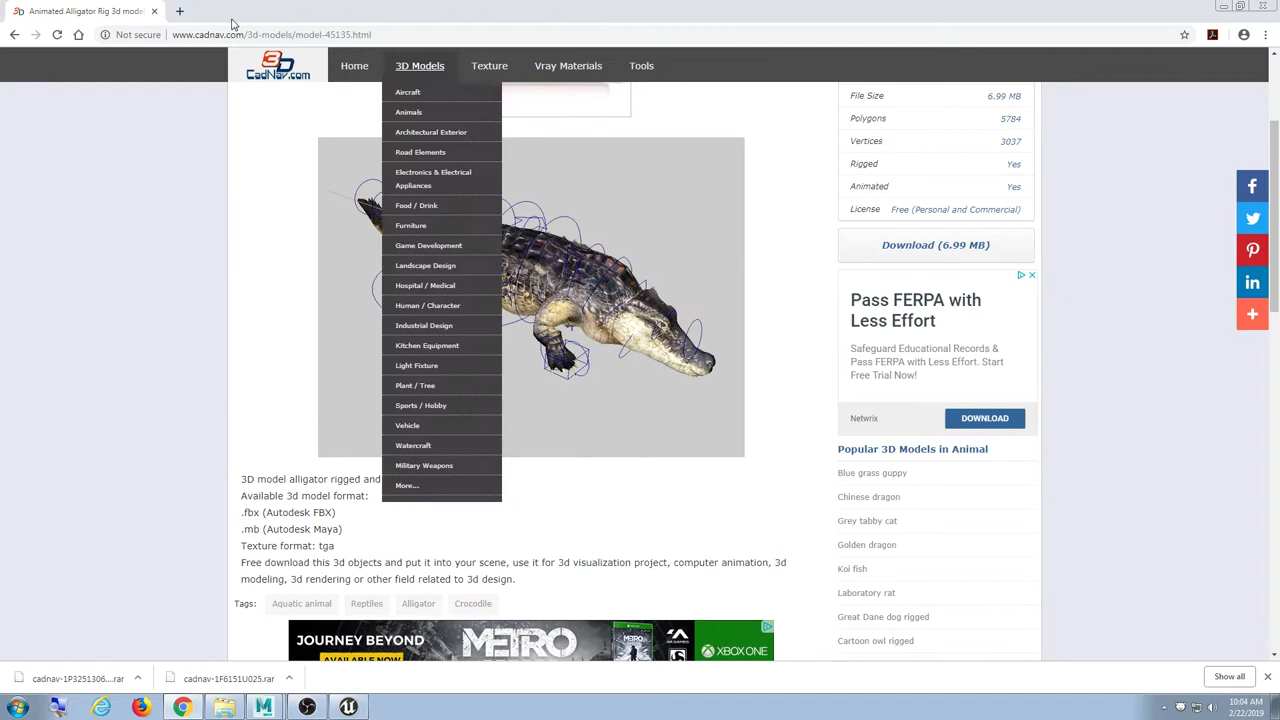 Animated Alligator Rig 3d model
Not secure
www.cadnav.com/3d-models/model-45135.html
3D
CadNav.com
Home
3D Models
Texture
Vray Materials
Tools
Aircraft
Animals
Architectural Exterior
Road Elements
Electronics & Electrical
Appliances
Food / Drink
Furniture
Game Development
Landscape Design
Hospital / Medical
Human / Character
Industrial Design
Kitchen Equipment
Light Fixture
Plant / Tree
Sports / Hobby
Vehicle
Watercraft
Military Weapons
More...
3D model alligator rigged and
Available 3d model format:
.fbx (Autodesk FBX)
.mb (Autodesk Maya)
Texture format: tga
Free download this 3d objects and put it into your scene, use it for 3d visualization project, computer animation, 3d
modeling, 3d rendering or other field related to 3d design.
Tags: Aquatic animal Reptiles Alligator Crocodile
JOURNEY BEYOND
AVAILABLE NOW
METRO
METRO
XBOX ONE
File Size 6.99 MB
Polygons 5784
Vertices 3037
Rigged Yes
Animated Yes
License Free (Personal and Commercial)
Download (6.99 MB)
Pass FERPA with
Less Effort
Safeguard Educational Records &
Pass FERPA with Less Effort. Start
Free Trial Now!
Netwrix
DOWNLOAD
Popular 3D Models in Animal
Blue grass guppy
Chinese dragon
Grey tabby cat
Golden dragon
Koi fish
Laboratory rat
Great Dane dog rigged
Cartoon owl rigged
cadnav-1P3251306....rar
cadnav-1F6151U025.rar
Show all
10:04 AM
2/22/2019